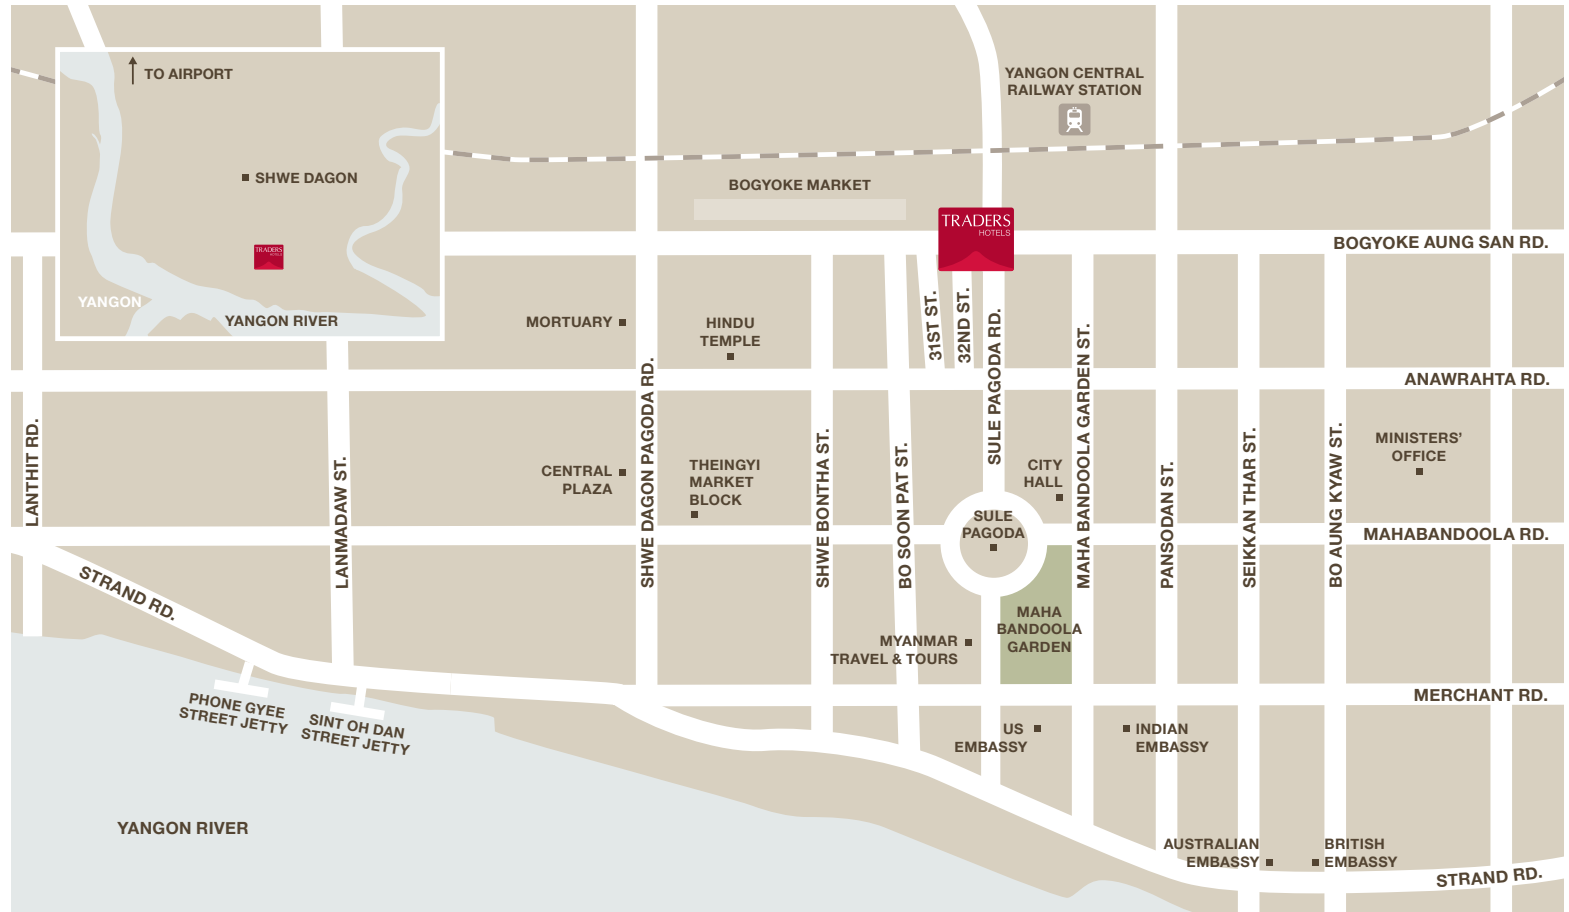 TO AIRPORT
SHWE DAGON
TRADERS
HOTELS
YANGON
YANGON RIVER
YANGON CENTRAL
RAILWAY STATION
BOGYOKE MARKET
TRADERS
HOTELS
BOGYOKE AUNG SAN RD.
MORTUARY
HINDU
TEMPLE
31ST ST.
32ND ST.
SULE PAGODA RD.
MAHA BANDOOLA GARDEN ST.
ANAWRAHTA RD.
LANTHIT RD.
LANMADAW ST.
CENTRAL
PLAZA
SHWE DAGON PAGODA RD.
THEINGYI
MARKET
BLOCK
SHWE BONTHA ST.
BO SOON PAT ST.
CITY
HALL
SULE
PAGODA
PANSODAN ST.
SEIKKAN THAR ST.
BO AUNG KYAW ST.
MINISTERS'
OFFICE
MAHABANDOOLA RD.
STRAND RD.
MAHA
BANDOOLA
GARDEN
MYANMAR
TRAVEL & TOURS
MERCHANT RD.
PHONE GYEE
STREET JETTY
SINT OH DAN
STREET JETTY
US
EMBASSY
INDIAN
EMBASSY
YANGON RIVER
AUSTRALIAN
EMBASSY
BRITISH
EMBASSY
STRAND RD.